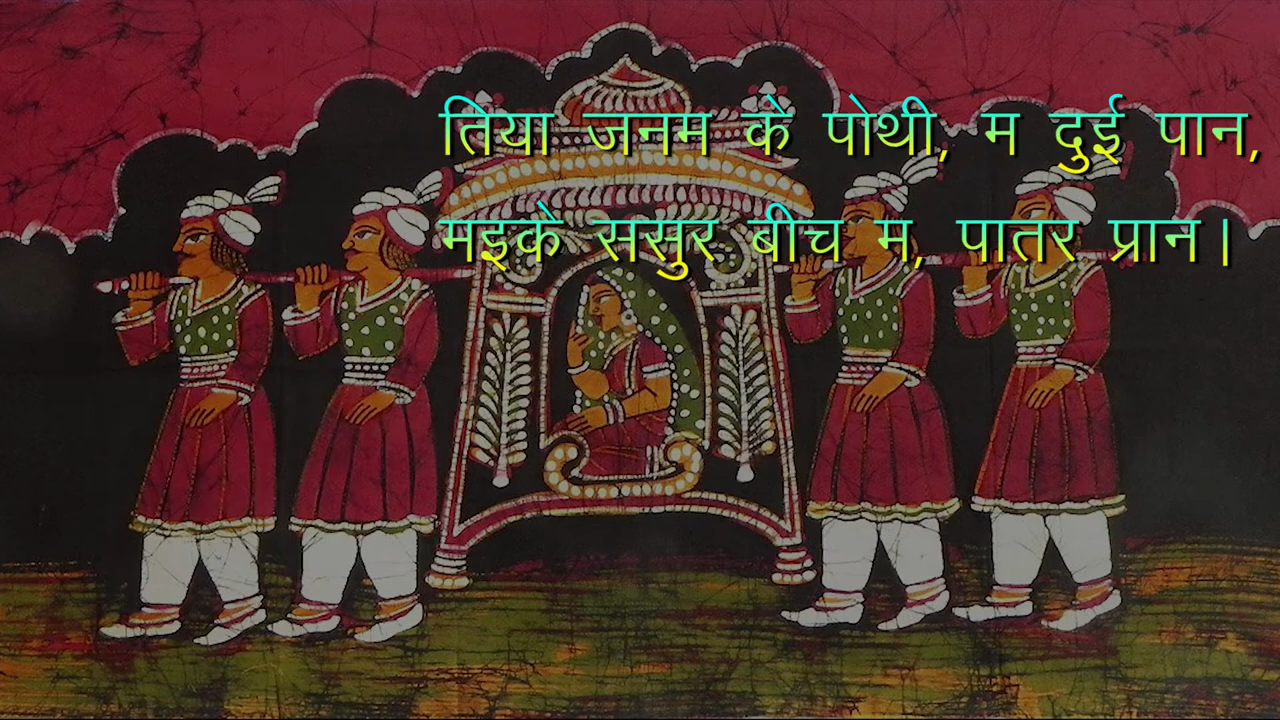 तिया जनम के पोथी, म दुई पान,
मइके ससुर बीच म, पातर प्रान।